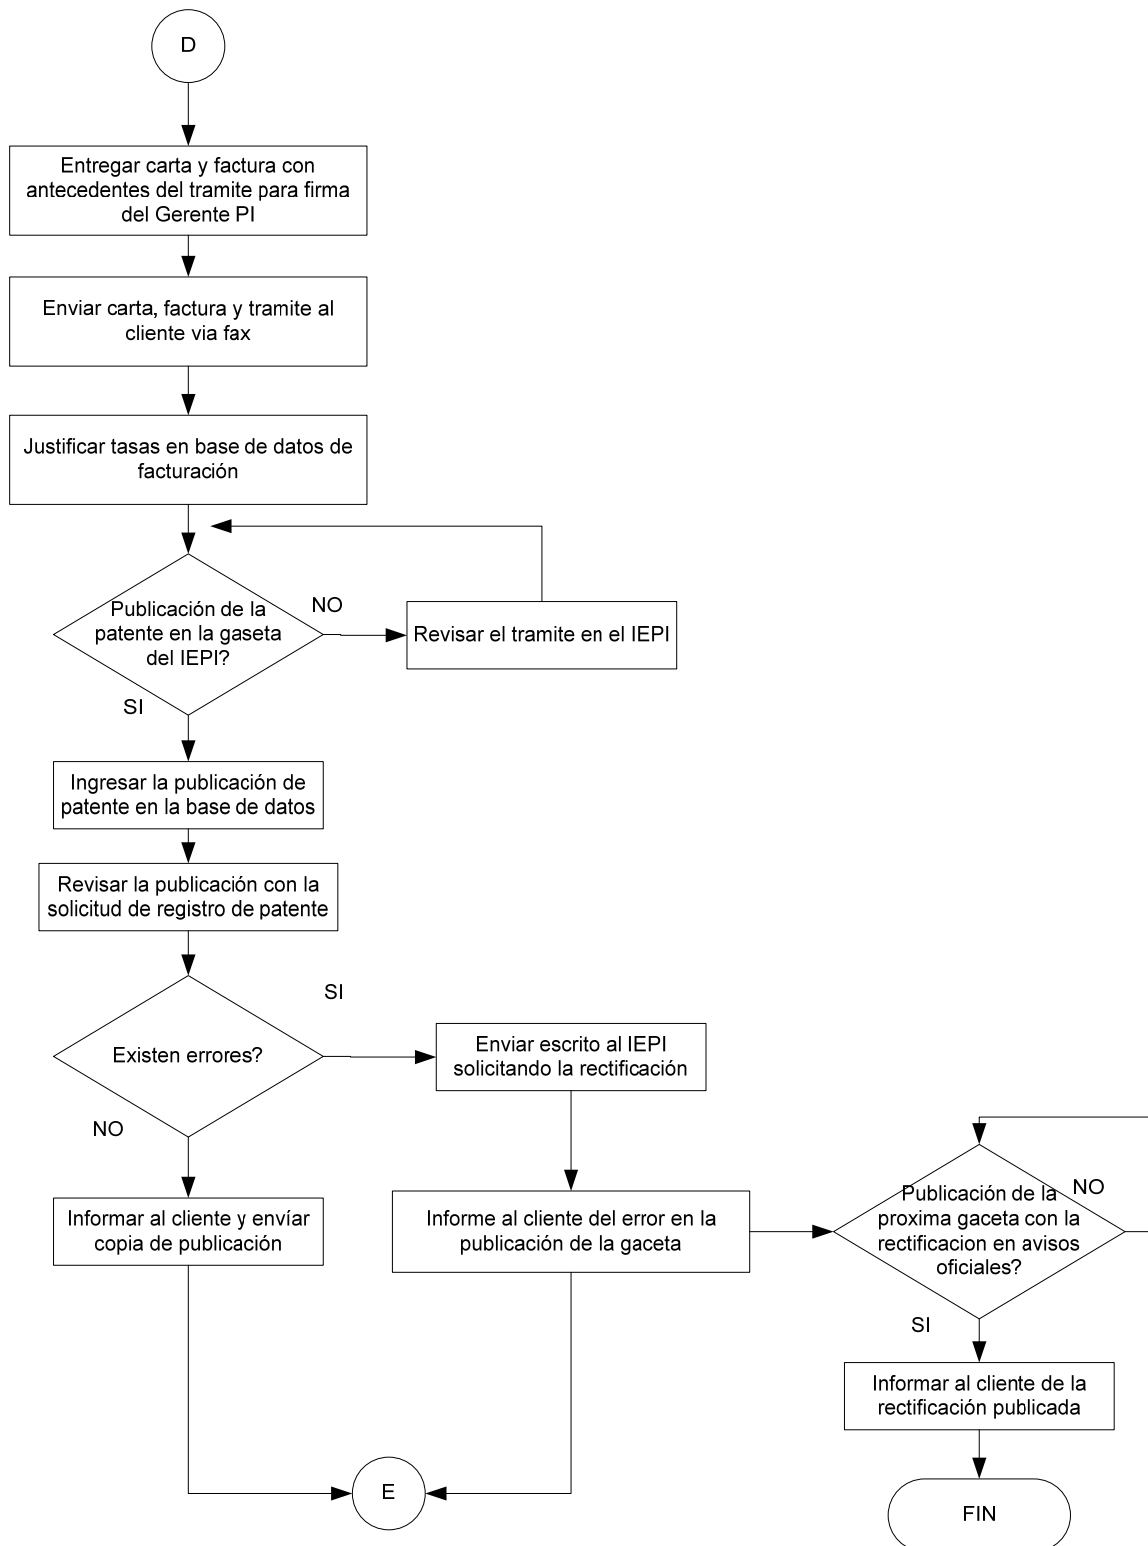 D
Entregar carta y factura con
antecedentes del tramite para firma
del Gerente PI
Enviar carta, factura y tramite al
cliente via fax
Justificar tasas en base de datos de
facturación
Publicación de la
patente en la gaseta
del IEPI?
NO
Revisar el tramite en el IEPI
SI
Ingresar la publicación de
patente en la base de datos
Revisar la publicación con la
solicitud de registro de patente
Existen errores?
SI
Enviar escrito al IEPI
solicitando la rectificación
NO
Informar al cliente y envíar
copia de publicación
Informe al cliente del error en la
publicación de la gaceta
Publicación de la
proxima gaceta con la
rectificacion en avisos
oficiales?
NO
SI
Informar al cliente de la
rectificación publicada
E
FIN